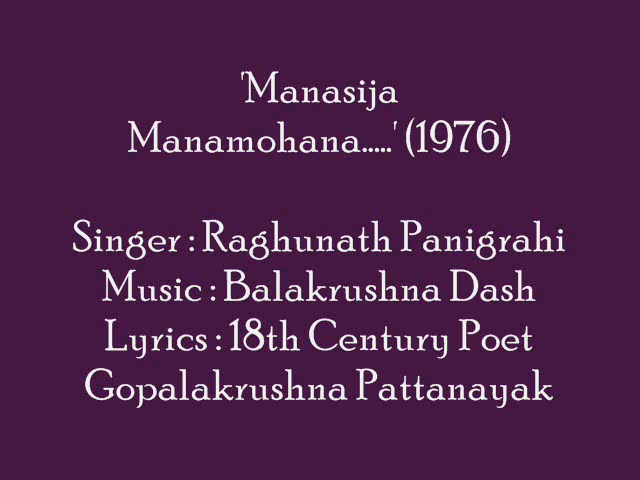 'Manasija
Manamohana.....' (1976)
Singer : Raghunath Panigrahi
Music : Balakrushna Dash
Lyrics : 18th Century Poet
Gopalakrushna Pattanayak